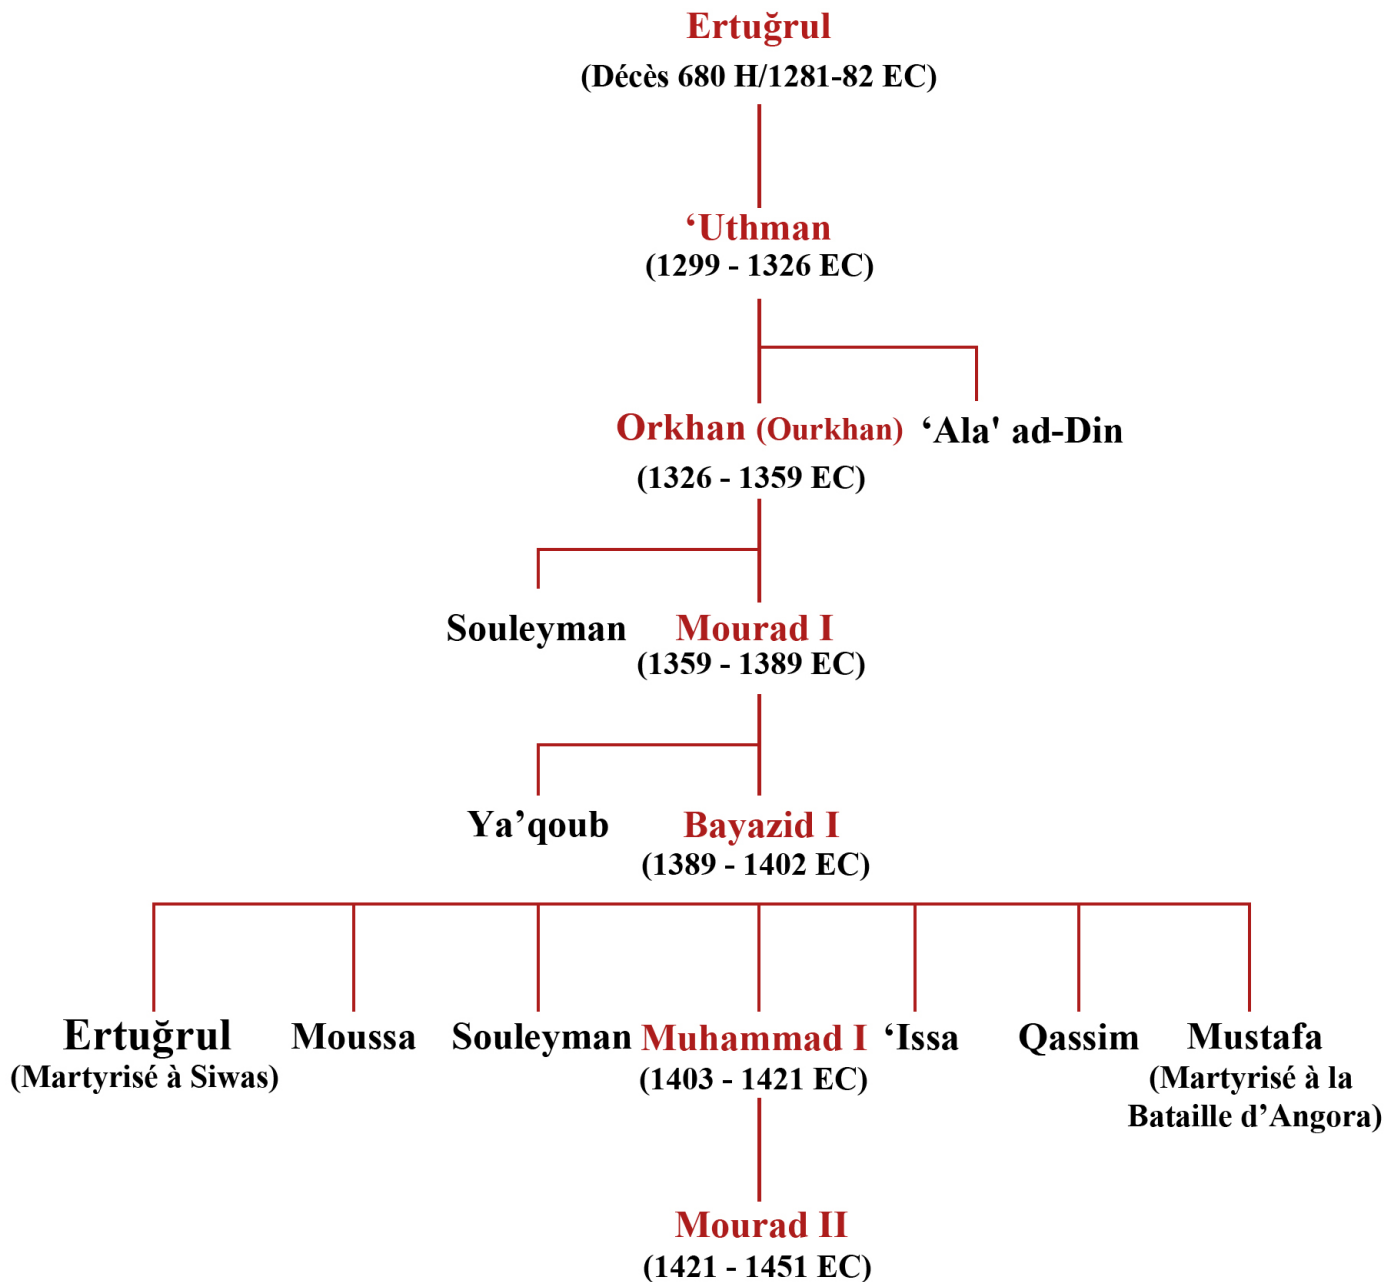 Ertuğrul
(Décès 680 H/1281-82 EC)
‘Uthman
(1299 - 1326 EC)
Orkhan (Ourkhan) ‘Ala' ad-Din
(1326 - 1359 EC)
Souleyman Mourad I
(1359 - 1389 EC)
Ya’qoub Bayazid I
(1389 - 1402 EC)
Ertuğrul Moussa Souleyman Muhammad I ‘Issa Qassim Mustafa
(Martyrisé à Siwas) (1403 - 1421 EC) (Martyrisé à la
Bataille d’Angora)
Mourad II
(1421 - 1451 EC)